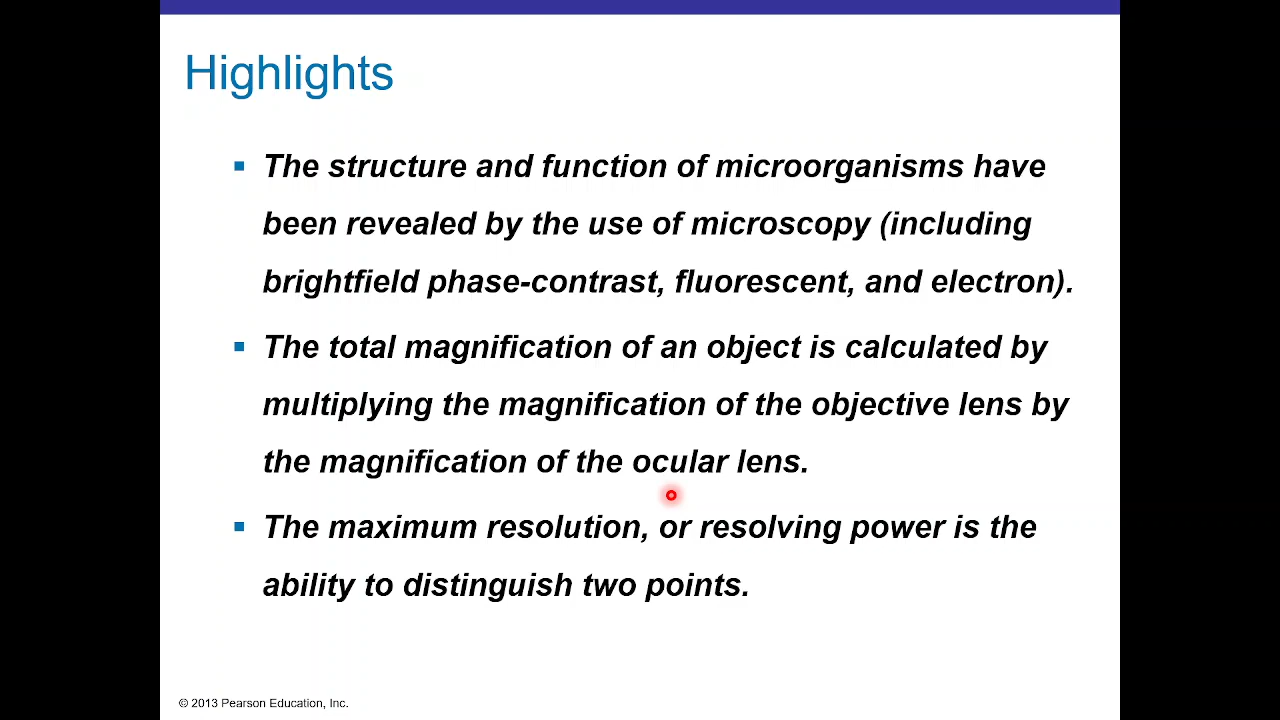 Highlights
▪ The structure and function of microorganisms have
been revealed by the use of microscopy (including
brightfield phase-contrast, fluorescent, and electron).
▪ The total magnification of an object is calculated by
multiplying the magnification of the objective lens by
the magnification of the ocular lens.
▪ The maximum resolution, or resolving power is the
ability to distinguish two points.
© 2013 Pearson Education, Inc.